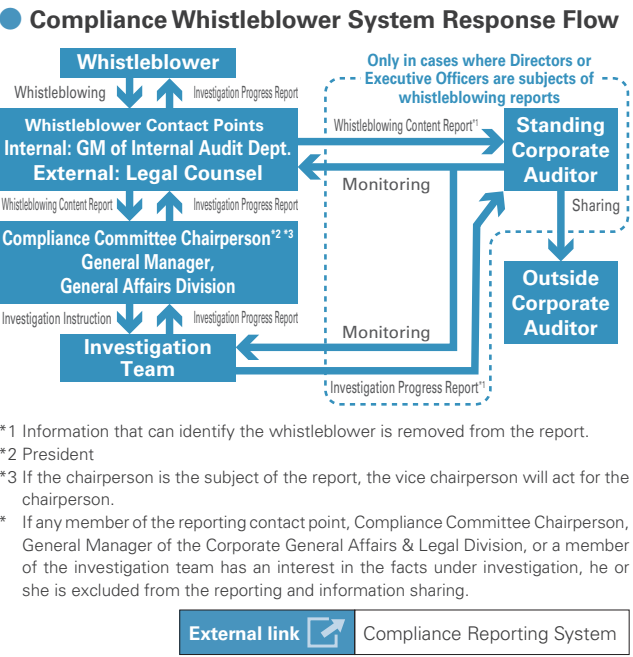 Compliance Whistleblower System Response Flow
Whistleblower
Only in cases where Directors or
Executive Officers are subjects of
whistleblowing reports
Whistleblowing
Investigation Progress Report
Whistleblower Contact Points
Internal: GM of Internal Audit Dept.
External: Legal Counsel
Whistleblowing Content Report*1
Standing
Corporate
Auditor
Monitoring
Whistleblowing Content Report
Investigation Progress Report
Sharing
Compliance Committee Chairperson*2 *3
General Manager,
General Affairs Division
Outside
Corporate
Auditor
Investigation Instruction
Investigation Progress Report
Monitoring
Investigation
Team
Investigation Progress Report*1
*1 Information that can identify the whistleblower is removed from the report.
*2 President
*3 If the chairperson is the subject of the report, the vice chairperson will act for the
chairperson.
* If any member of the reporting contact point, Compliance Committee Chairperson,
General Manager of the Corporate General Affairs & Legal Division, or a member
of the investigation team has an interest in the facts under investigation, he or
she is excluded from the reporting and information sharing.
External link
Compliance Reporting System